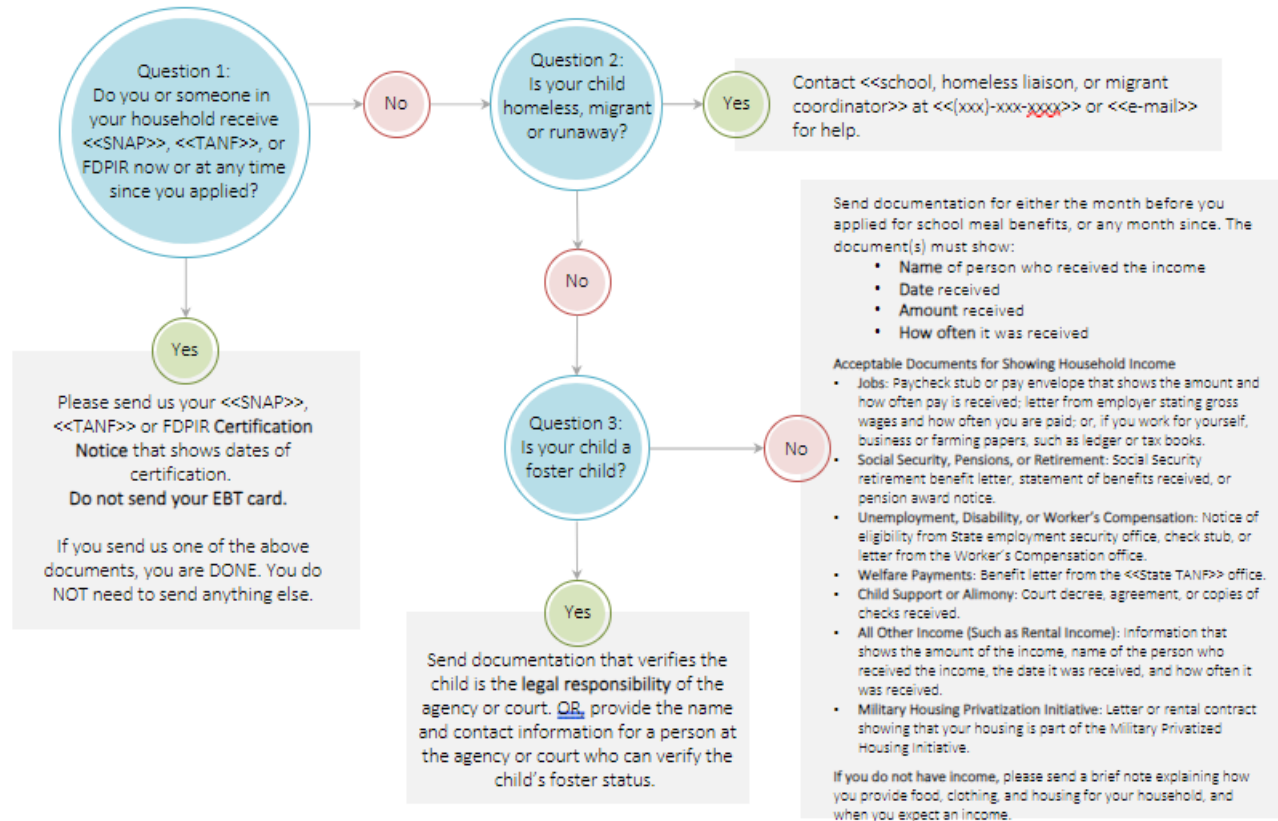 Question 1:
Do you or someone in
your household receive
<<SNAP>>, <<TANF>>, or
FDPIR now or at any time
since you applied?
No
Question 2:
Is your child
homeless, migrant
or runaway?
Yes
Contact <<school, homeless liaison, or migrant
coordinator>> at <<(xxx)-xxx-xxxx>> or <<e-mail>>
for help.
Yes
Please send us your <<SNAP>>,
<<TANF>> or FDPIR Certification
Notice that shows dates of
certification.
Do not send your EBT card.
If you send us one of the above
documents, you are DONE. You do
NOT need to send anything else.
No
Question 3:
Is your child a
foster child?
Yes
Send documentation that verifies the
child is the legal responsibility of the
agency or court. OR, provide the name
and contact information for a person at
the agency or court who can verify the
child's foster status.
No
Send documentation for either the month before you
applied for school meal benefits, or any month since. The
document(s) must show:
• Name of person who received the income
• Date received
• Amount received
• How often it was received
Acceptable Documents for Showing Household Income
• Jobs: Paycheck stub or pay envelope that shows the amount and
how often pay is received; letter from employer stating gross
wages and how often you are paid; or, if you work for yourself,
business or farming papers, such as ledger or tax books.
• Social Security, Pensions, or Retirement: Social Security
retirement benefit letter, statement of benefits received, or
pension award notice.
• Unemployment, Disability, or Worker's Compensation: Notice of
eligibility from State employment security office, check stub, or
letter from the Worker's Compensation office.
• Welfare Payments: Benefit letter from the <<State TANF>> office.
• Child Support or Alimony: Court decree, agreement, or copies of
checks received.
• All Other Income (Such as Rental Income): Information that
shows the amount of the income, name of the person who
received the income, the date it was received, and how often it
was received.
• Military Housing Privatization Initiative: Letter or rental contract
showing that your housing is part of the Military Privatized
Housing Initiative.
If you do not have income, please send a brief note explaining how
you provide food, clothing, and housing for your household, and
when you expect an income.